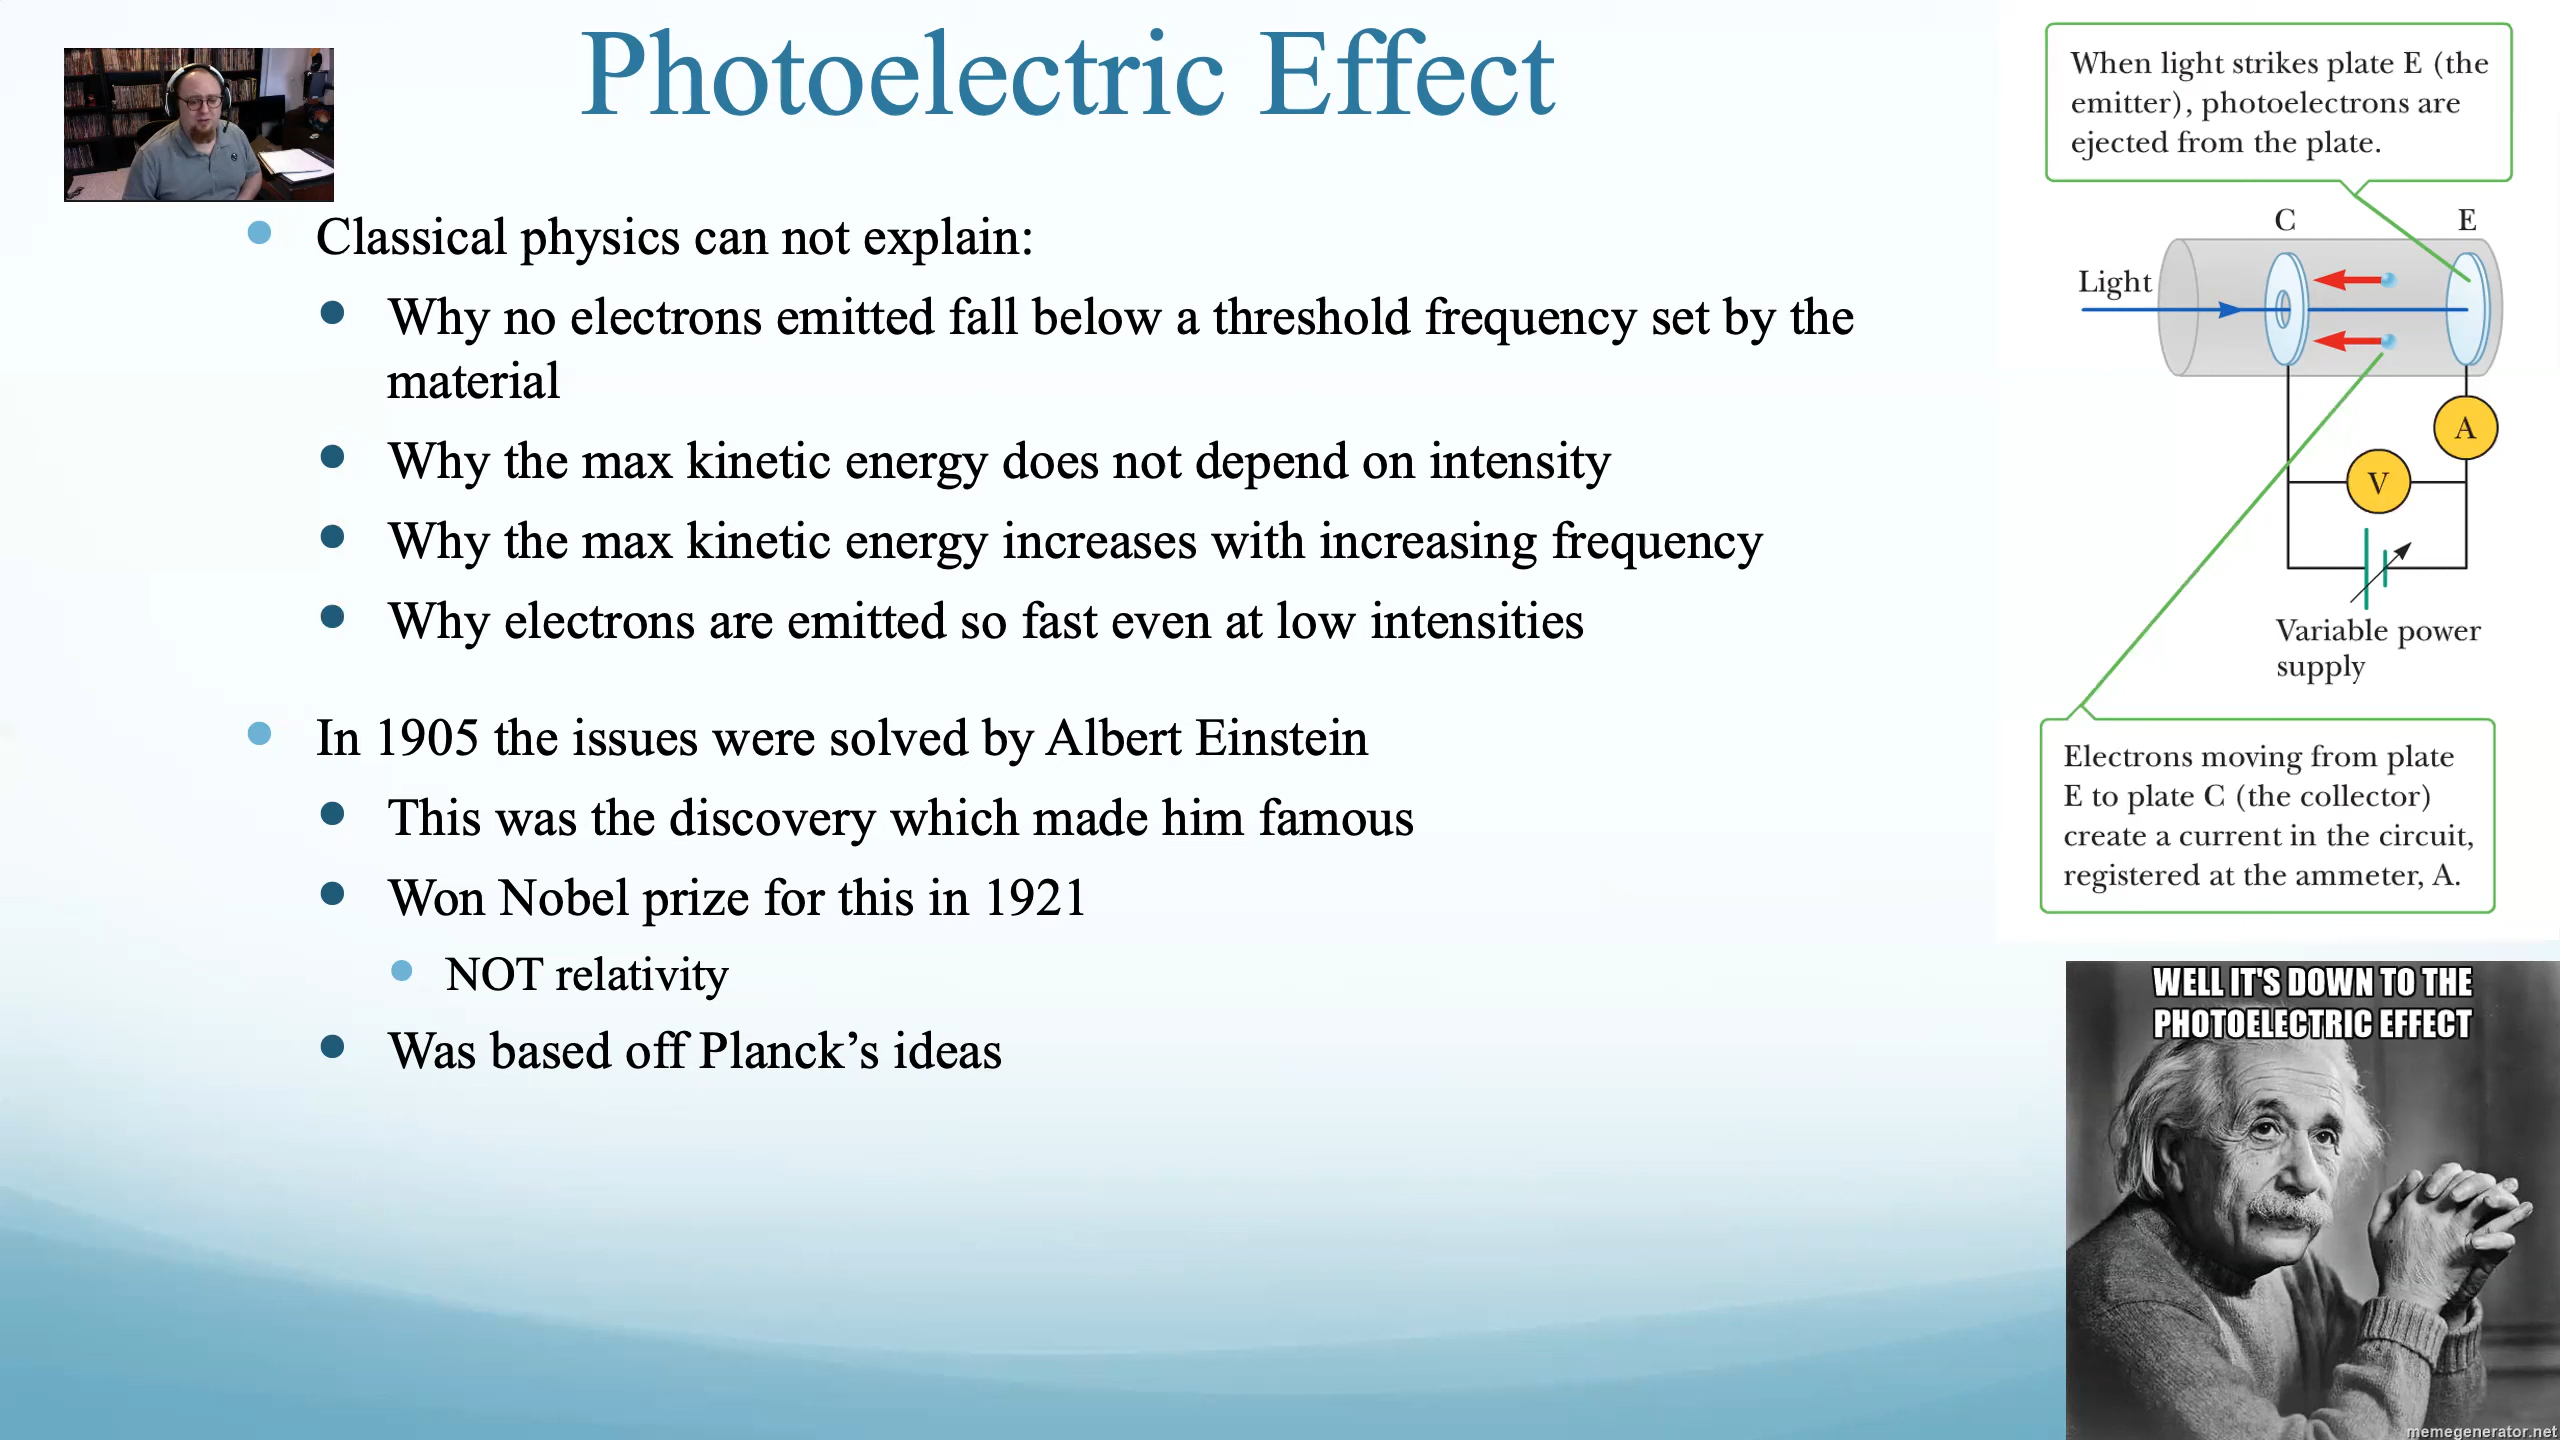 Photoelectric Effect
Classical physics can not explain:
Why no electrons emitted fall below a threshold frequency set by the
material
Why the max kinetic energy does not depend on intensity
Why the max kinetic energy increases with increasing frequency
Why electrons are emitted so fast even at low intensities
In 1905 the issues were solved by Albert Einstein
This was the discovery which made him famous
Won Nobel prize for this in 1921
NOT relativity
Was based off Planck’s ideas
When light strikes plate E (the
emitter), photoelectrons are
ejected from the plate.
C
E
Light
A
V
Variable power
supply
Electrons moving from plate
E to plate C (the collector)
create a current in the circuit,
registered at the ammeter, A.
WELL IT'S DOWN TO THE
PHOTOELECTRIC EFFECT
memegenerator.net